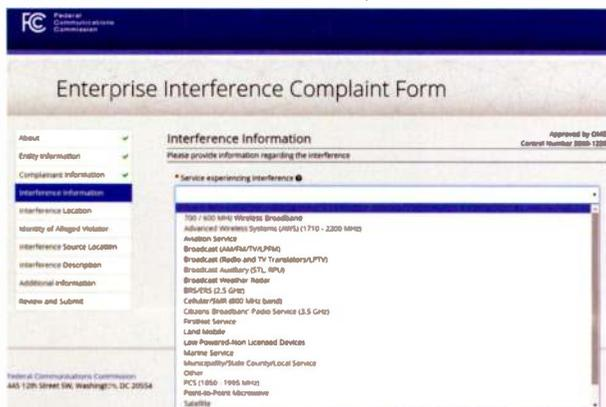 FCC
Federal
Communications
Commission
Enterprise Interference Complaint Form
About
Entity Information
Complainant Information
Interference Information
Interference Location
Identity of Alleged Violator
Interference Source Location
Interference Description
Additional Information
Review and Submit
Interference Information
Approved by OMB
Control Number
Please provide information regarding the interference
* Service experiencing interference
700 / 600 MHz Wireless Broadband
Advanced Wireless Systems (AWS) (1710 - 2200 MHz)
Aviation Service
Broadcast (AM/FM/TV/LPFM)
Broadcast (Radio and TV Translators/LPTV)
Broadcast Auxiliary (STL, RPU)
Broadcast Weather Radar
BRS/ERS (2.5 GHz)
Cellular/SMR (800 MHz band)
Citizens Broadband Radio Service (3.5 GHz)
FirstNet Service
Land Mobile
Low Powered-Non Licensed Devices
Marine Service
Municipality/State County/Local Service
Other
PCS (1850 - 1995 MHz)
Point-to-Point Microwave
Satellite
Federal Communications Commission
445 12th Street SW, Washington, DC 20554